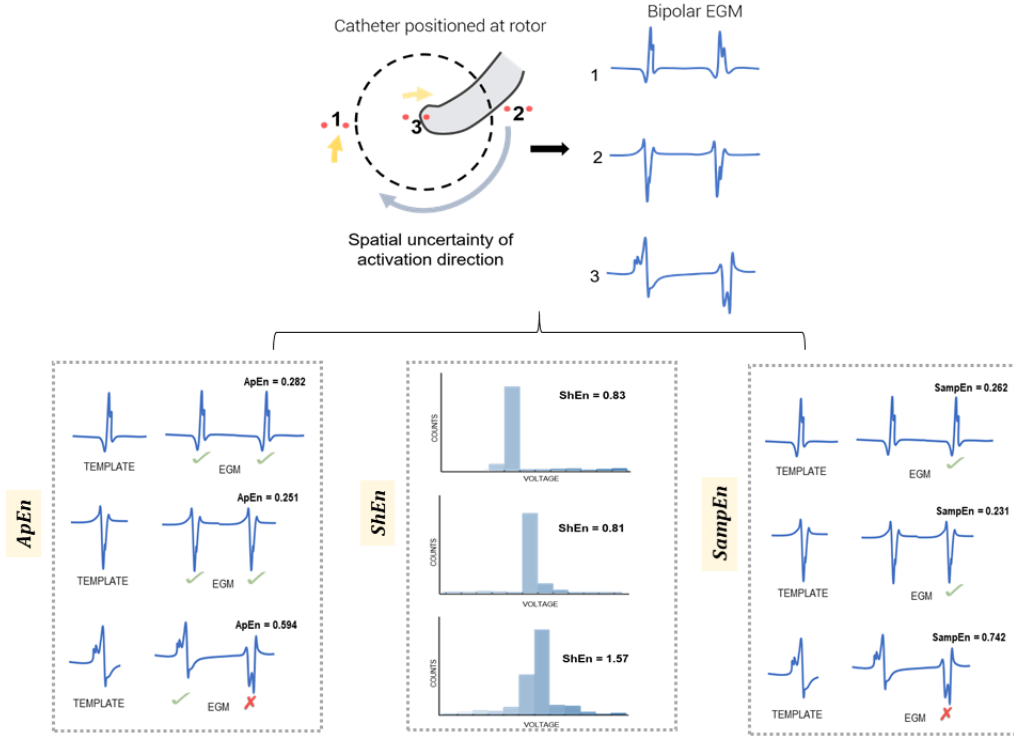 Catheter positioned at rotor
Bipolar EGM
1
2
3
1
2
3
Spatial uncertainty of
activation direction
ApEn
ApEn = 0.282
TEMPLATE
EGM
ApEn = 0.251
TEMPLATE
EGM
ApEn = 0.594
TEMPLATE
EGM
ShEn
COUNTS
ShEn = 0.83
VOLTAGE
COUNTS
ShEn = 0.81
VOLTAGE
COUNTS
ShEn = 1.57
VOLTAGE
SampEn
SampEn = 0.262
TEMPLATE
EGM
SampEn = 0.231
TEMPLATE
EGM
SampEn = 0.742
TEMPLATE
EGM